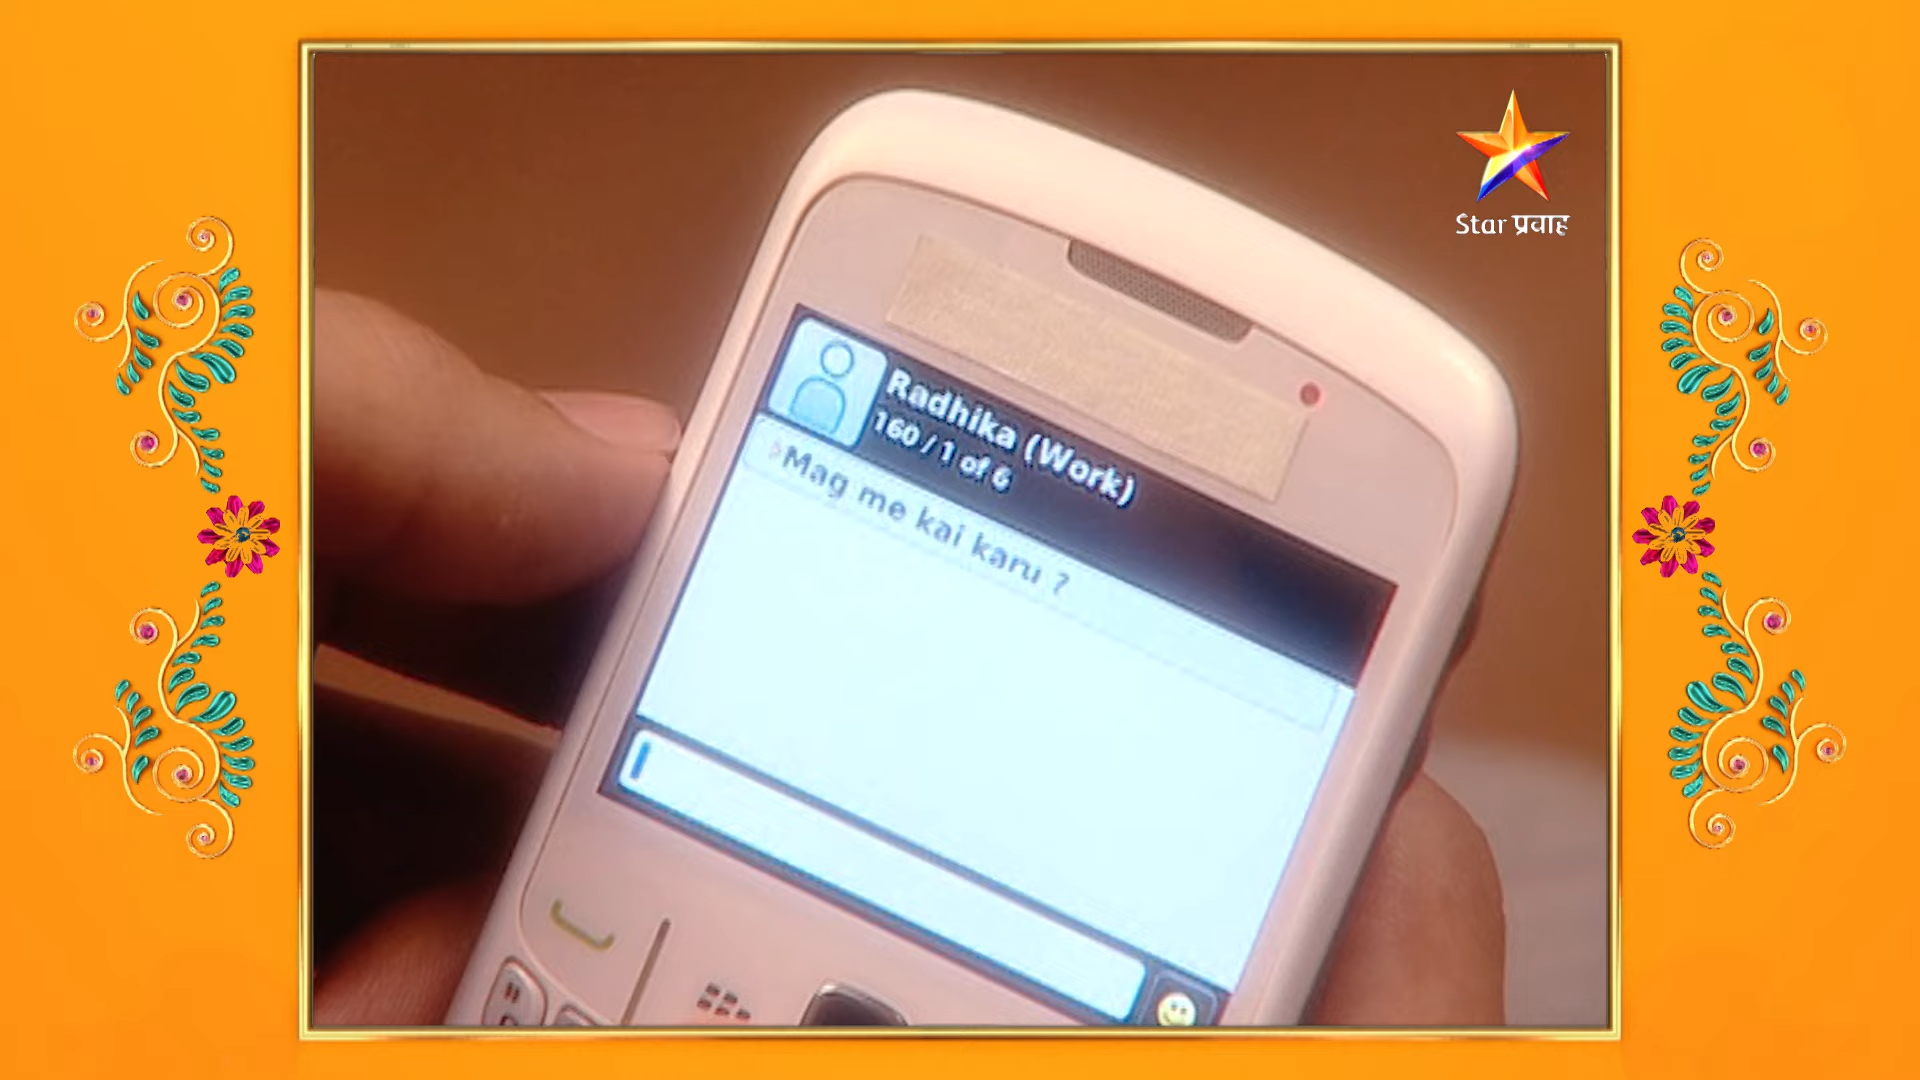 Star प्रवाह
Radhika (Work)
160 / 1 of 6
Mag me kai karu ?